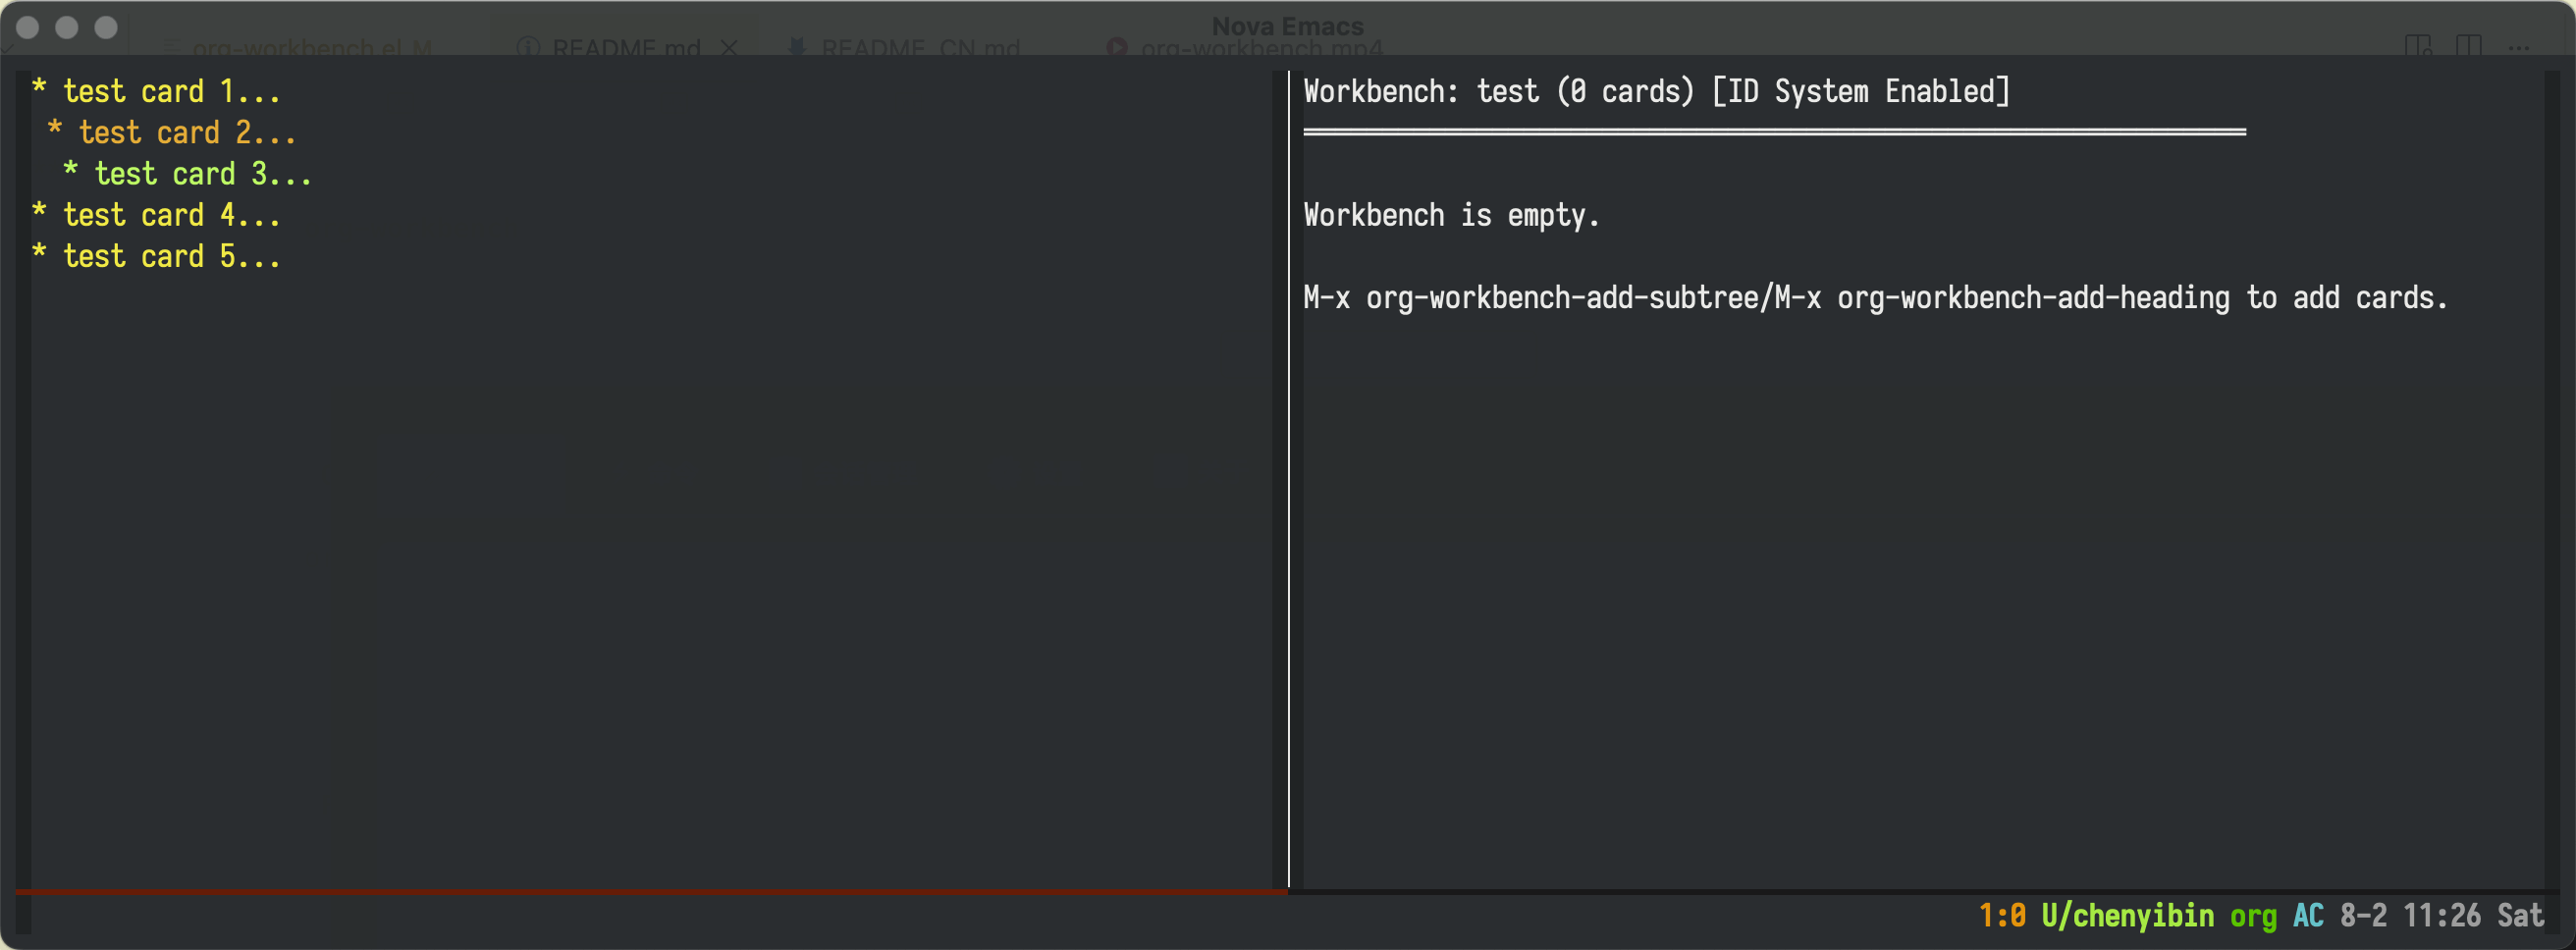 Nova Emacs
org-workbench.el M
README.md
README_CN.md
org-workbench.mp4
* test card 1...
* test card 2...
* test card 3...
* test card 4...
* test card 5...
Workbench: test (0 cards) [ID System Enabled]
Workbench is empty.
M-x org-workbench-add-subtree/M-x org-workbench-add-heading to add cards.
1:0 U/chenyibin org AC 8-2 11:26 Sat